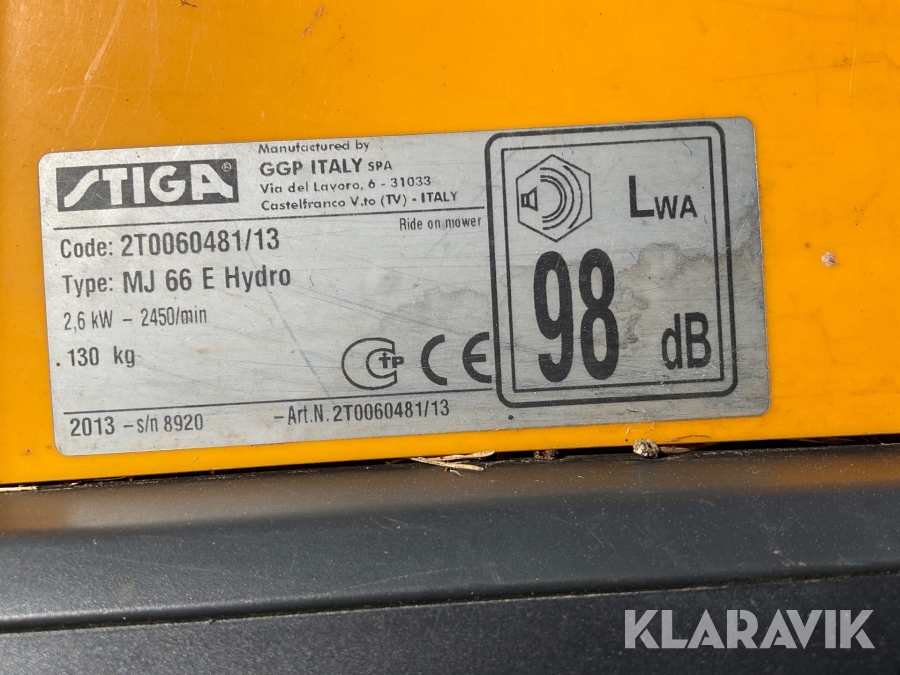 STIGA
Manufactured by
GGP ITALY SPA
Via del Lavoro, 6 - 31033
Castelfranco V.to (TV) - ITALY
Ride on mower
Code: 2T0060481/13
Type: MJ 66 E Hydro
2,6 kW - 2450/min
130 kg
CTP CE
2013 - s/n 8920
-Art.N. 2T0060481/13
LWA
98
dB
KLARAVIK